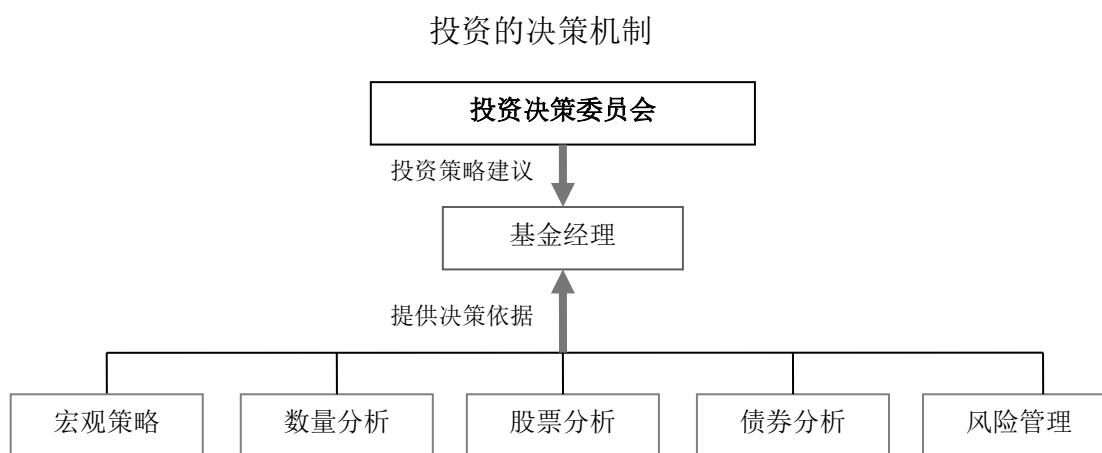 投资的决策机制
投资决策委员会
投资策略建议
基金经理
提供决策依据
宏观策略
数量分析
股票分析
债券分析
风险管理